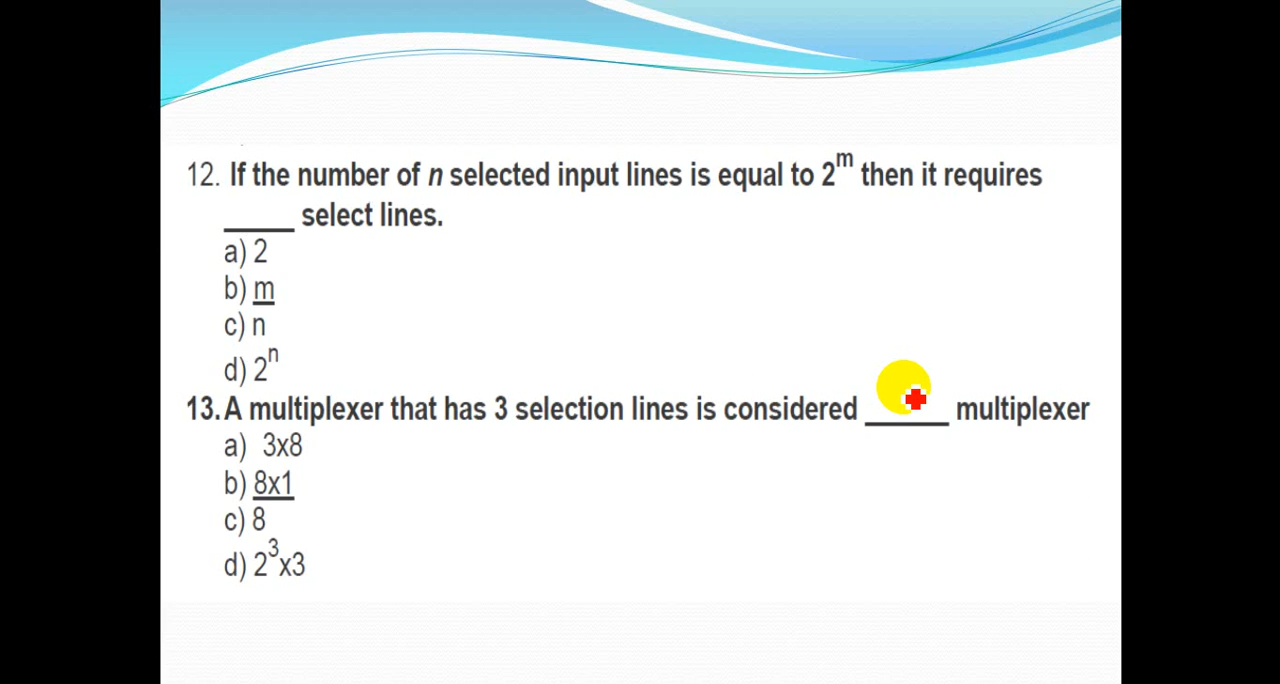 12. If the number of n selected input lines is equal to 2^m then it requires
_____ select lines.
a) 2
b) m
c) n
d) 2^n
13. A multiplexer that has 3 selection lines is considered ______ multiplexer
a) 3x8
b) 8x1
c) 8
d) 2^3x3